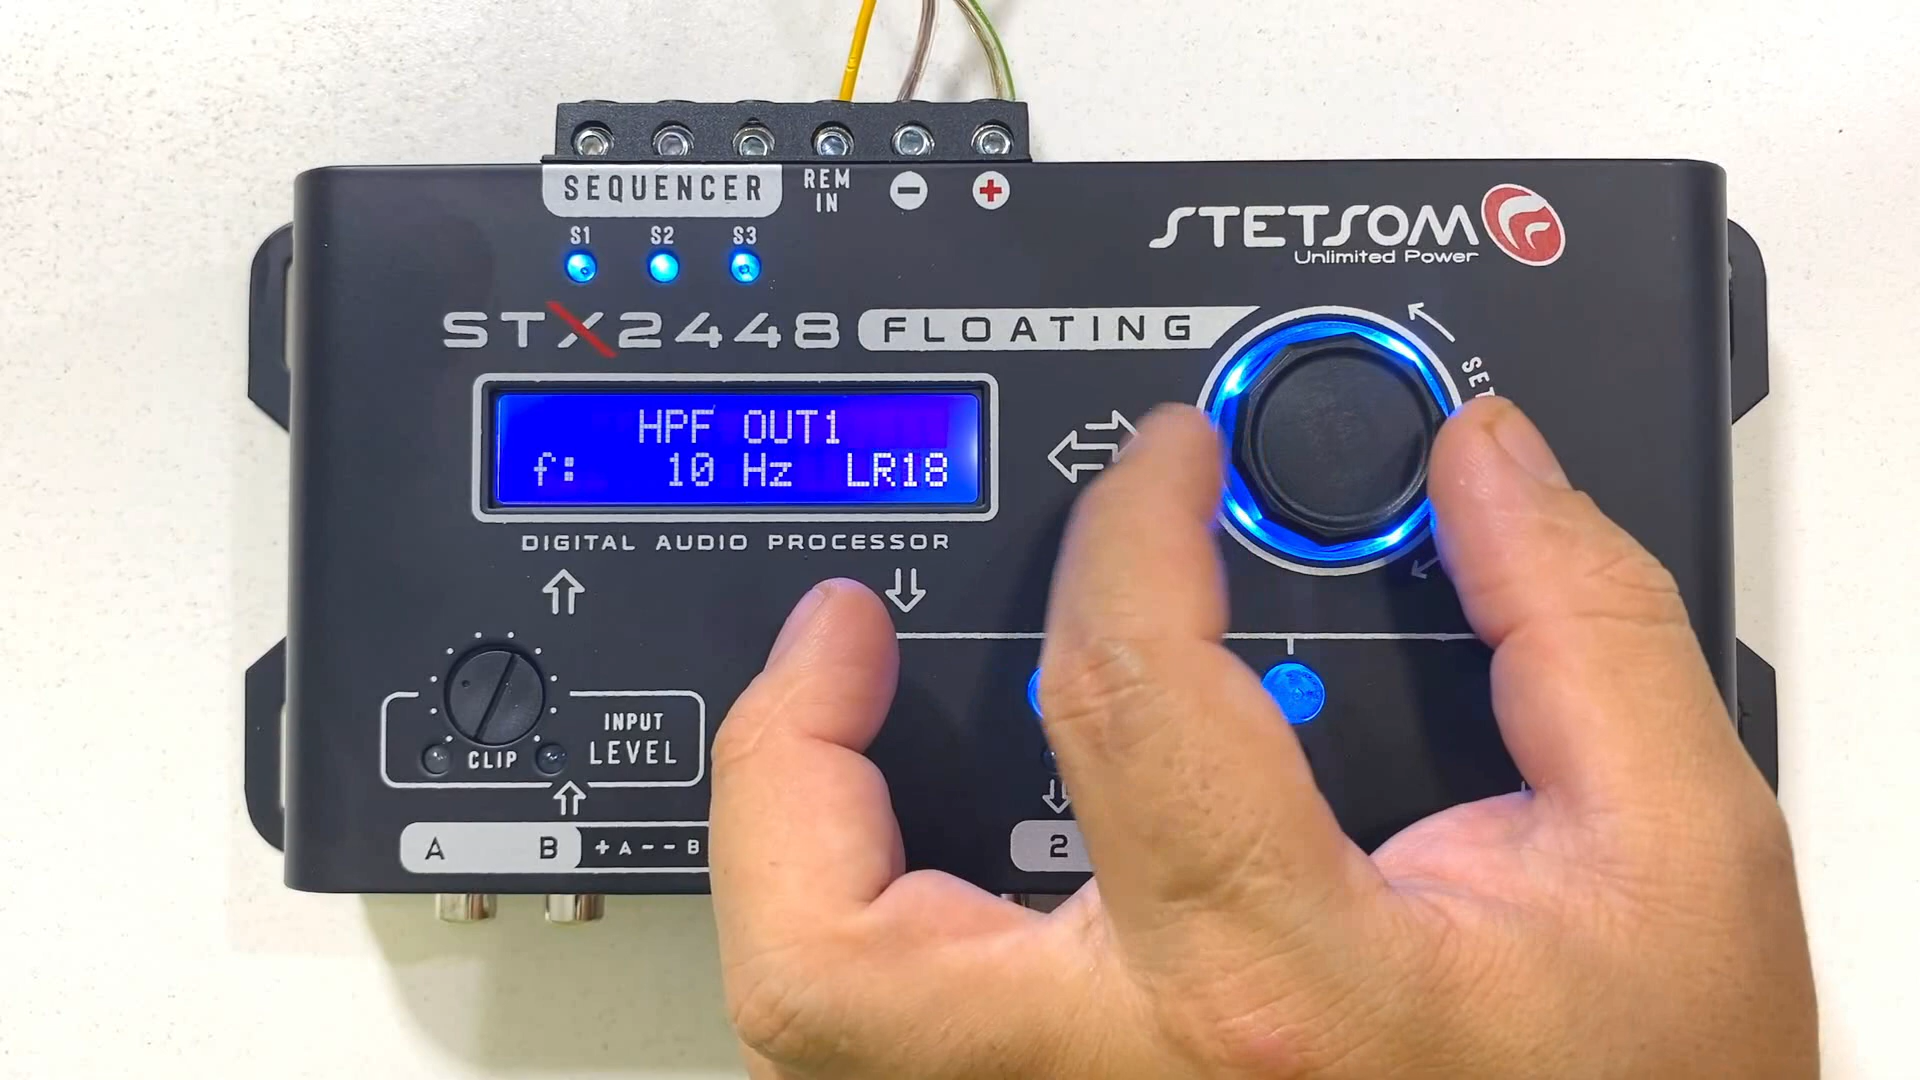 SEQUENCER
REM
IN
S1 S2 S3
STETSOM
Unlimited Power
STX2448 FLOATING
HPF OUT1
f: 10 Hz LR18
DIGITAL AUDIO PROCESSOR
INPUT
LEVEL
CLIP
A B + A - - B
2